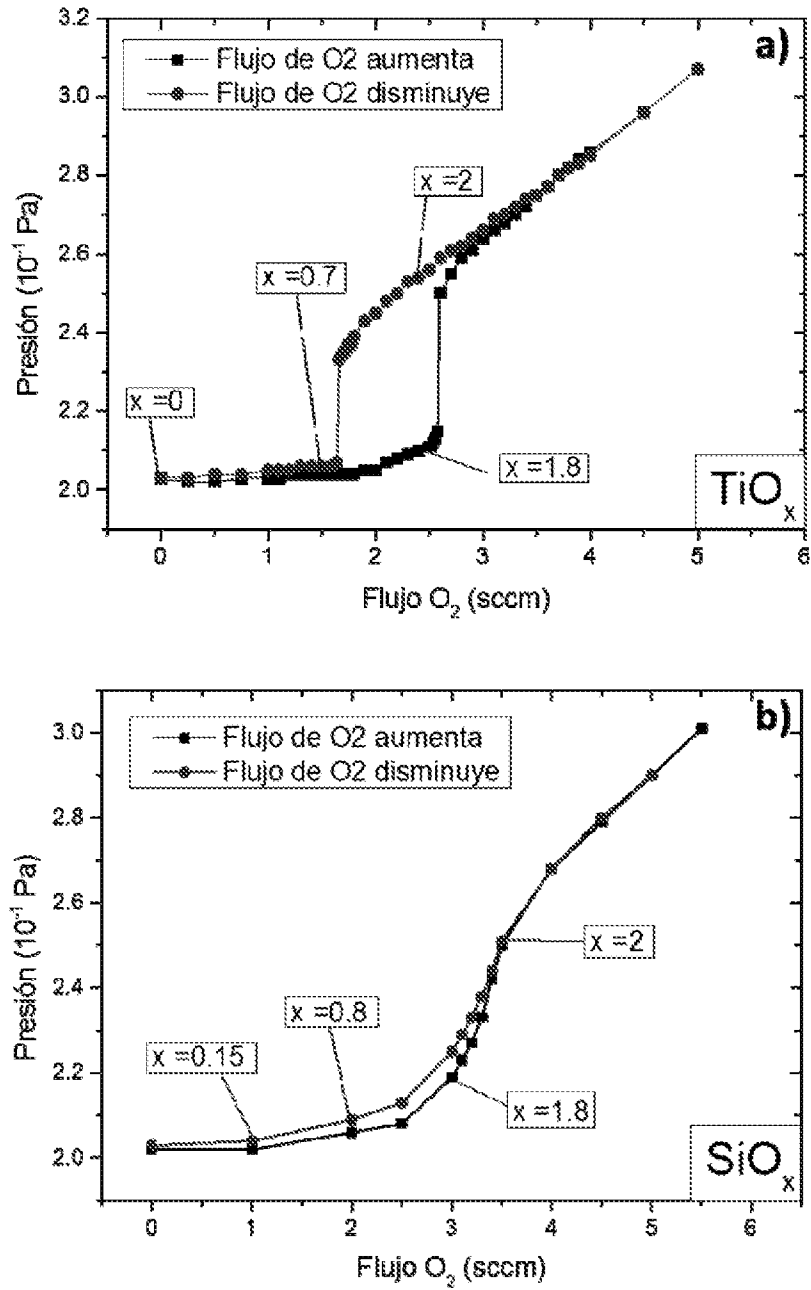 3.2
3.0
2.8
2.6
2.4
2.2
2.0
Presión (10⁻¹ Pa)
Flujo de O2 aumenta
Flujo de O2 disminuye
a)
x =2
x =0.7
x =0
x =1.8
TiOₓ
0 1 2 3 4 5 6
Flujo O₂ (sccm)
3.0
2.8
2.6
2.4
2.2
2.0
Presión (10⁻¹ Pa)
Flujo de O2 aumenta
Flujo de O2 disminuye
b)
x =2
x =0.8
x =0.15
x =1.8
SiOₓ
0 1 2 3 4 5 6
Flujo O₂ (sccm)